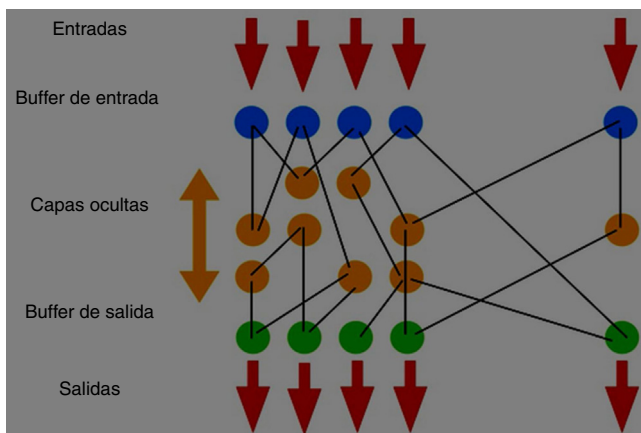 Entradas
Buffer de entrada
Capas ocultas
Buffer de salida
Salidas